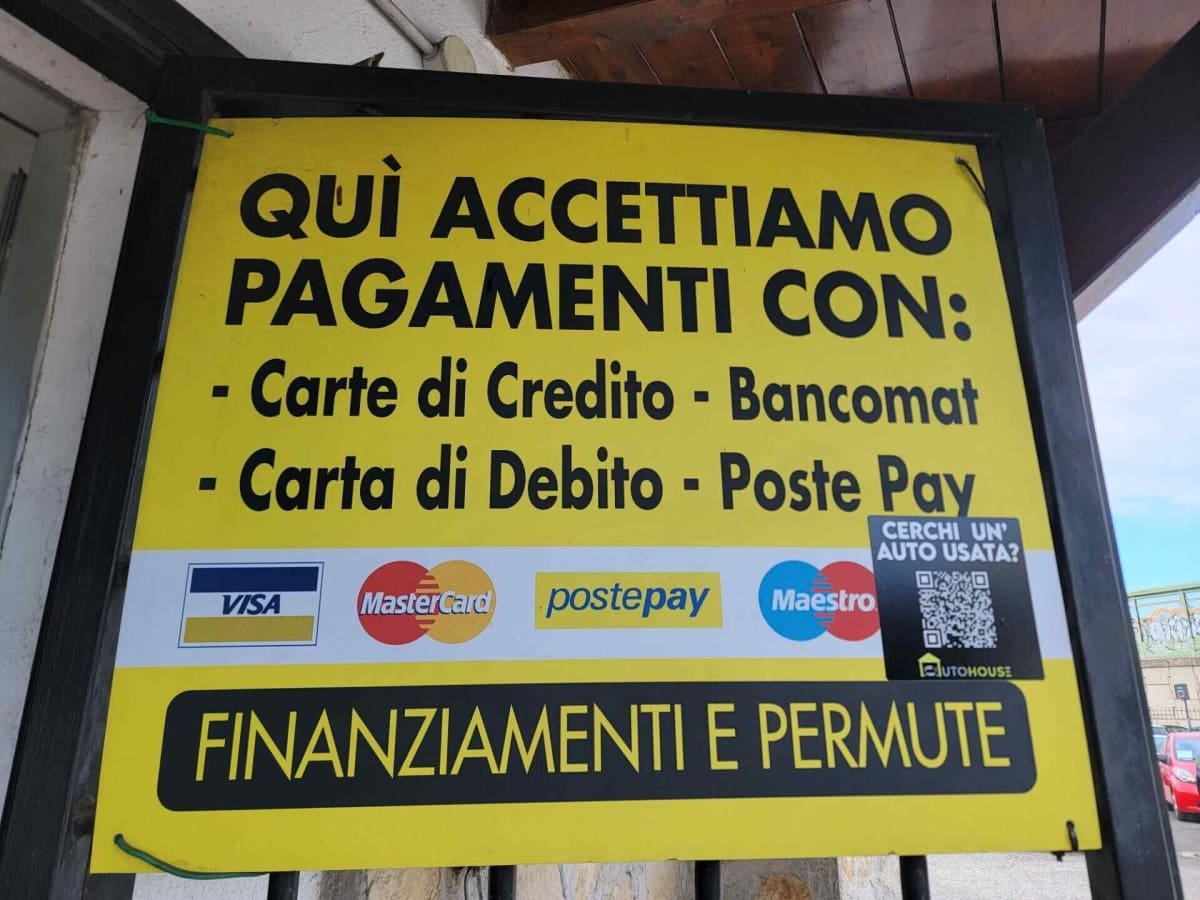 QUÌ ACCETTIAMO
PAGAMENTI CON:
- Carte di Credito - Bancomat
- Carta di Debito - Poste Pay
CERCHI UN'
AUTO USATA?
VISA
MasterCard
postepay
Maestro
AUTOHOUSE
FINANZIAMENTI E PERMUTE